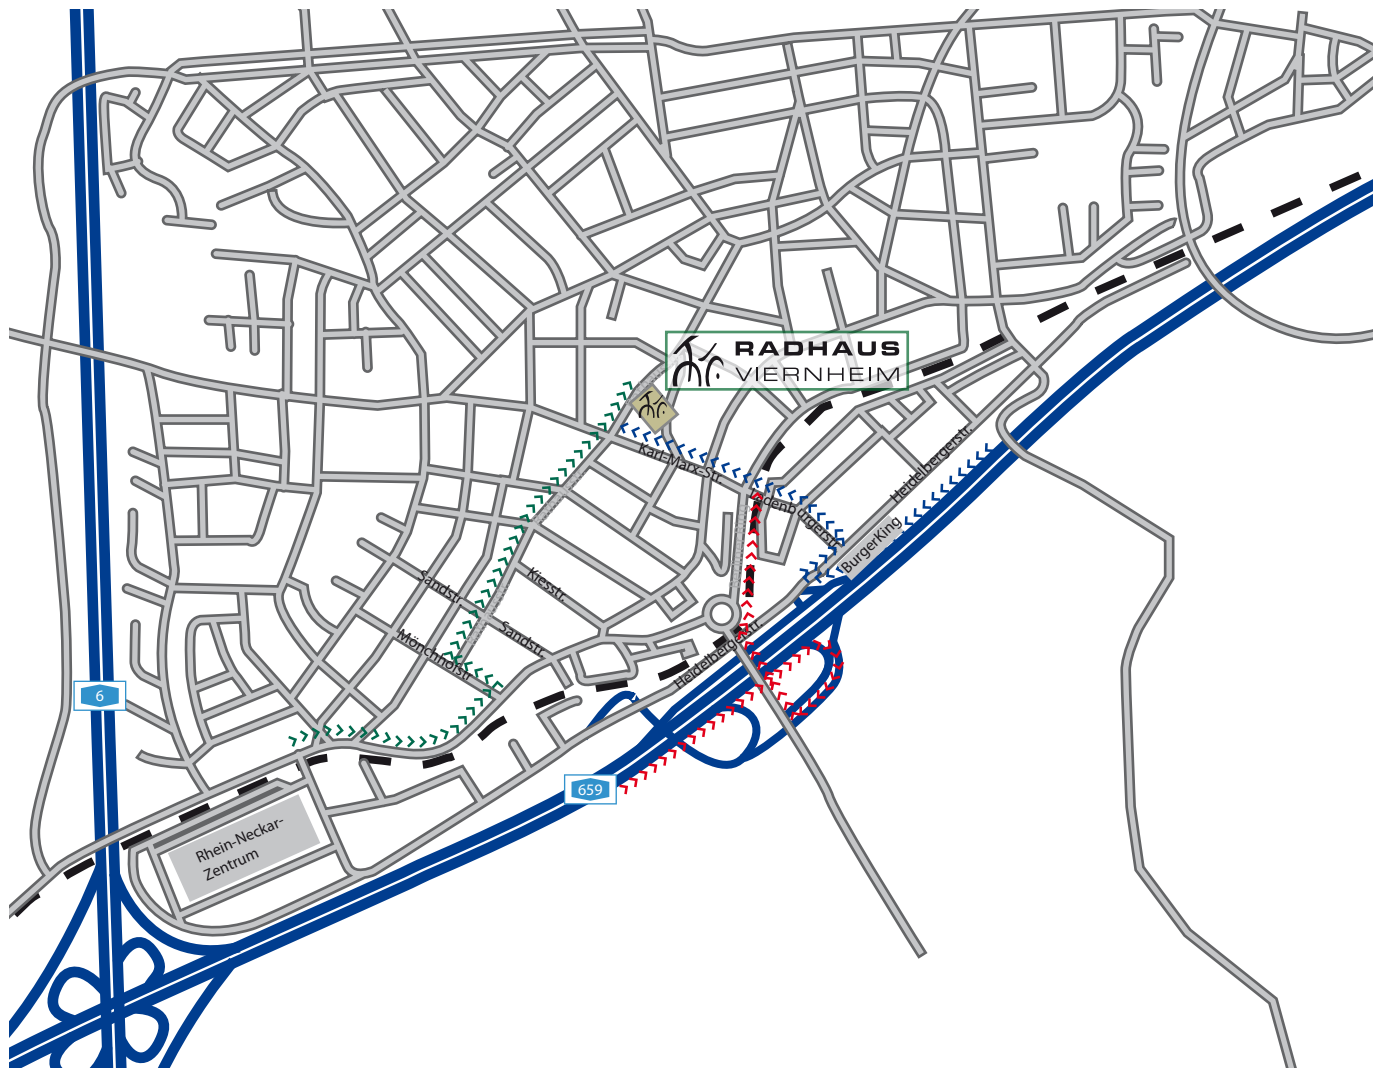 RADHAUS
VIERNHEIM
Karl-Marx-Str.
Ladenburgerstr.
Heidelbergerstr.
BurgerKing
Sandstr.
Kiesstr.
Sandstr.
Mönchhofstr.
Heidelbergerstr.
6
659
Rhein-Neckar-
Zentrum